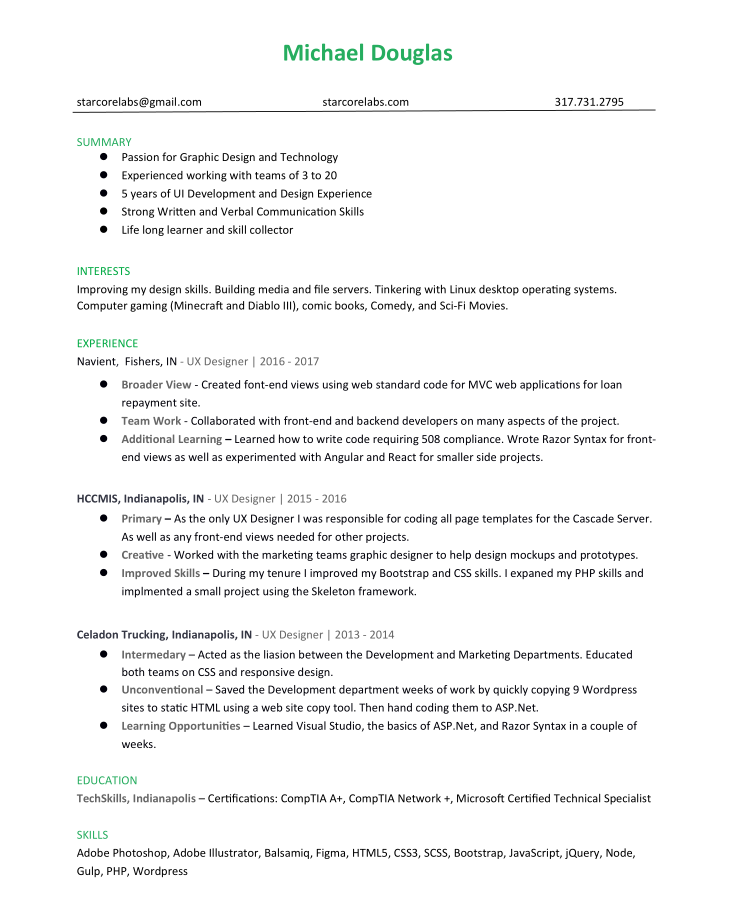 Michael Douglas
starcorelabs@gmail.com starcorelabs.com 317.731.2795
SUMMARY
● Passion for Graphic Design and Technology
● Experienced working with teams of 3 to 20
● 5 years of UI Development and Design Experience
● Strong Written and Verbal Communication Skills
● Life long learner and skill collector
INTERESTS
Improving my design skills. Building media and file servers. Tinkering with Linux desktop operating systems.
Computer gaming (Minecraft and Diablo III), comic books, Comedy, and Sci-Fi Movies.
EXPERIENCE
Navient, Fishers, IN - UX Designer | 2016 - 2017
● Broader View - Created font-end views using web standard code for MVC web applications for loan
repayment site.
● Team Work - Collaborated with front-end and backend developers on many aspects of the project.
● Additional Learning – Learned how to write code requiring 508 compliance. Wrote Razor Syntax for front-
end views as well as experimented with Angular and React for smaller side projects.
HCCMIS, Indianapolis, IN - UX Designer | 2015 - 2016
● Primary – As the only UX Designer I was responsible for coding all page templates for the Cascade Server.
As well as any front-end views needed for other projects.
● Creative - Worked with the marketing teams graphic designer to help design mockups and prototypes.
● Improved Skills – During my tenure I improved my Bootstrap and CSS skills. I expaned my PHP skills and
implmented a small project using the Skeleton framework.
Celadon Trucking, Indianapolis, IN - UX Designer | 2013 - 2014
● Intermedary – Acted as the liasion between the Development and Marketing Departments. Educated
both teams on CSS and responsive design.
● Unconventional – Saved the Development department weeks of work by quickly copying 9 Wordpress
sites to static HTML using a web site copy tool. Then hand coding them to ASP.Net.
● Learning Opportunities – Learned Visual Studio, the basics of ASP.Net, and Razor Syntax in a couple of
weeks.
EDUCATION
TechSkills, Indianapolis – Certifications: CompTIA A+, CompTIA Network +, Microsoft Certified Technical Specialist
SKILLS
Adobe Photoshop, Adobe Illustrator, Balsamiq, Figma, HTML5, CSS3, SCSS, Bootstrap, JavaScript, jQuery, Node,
Gulp, PHP, Wordpress